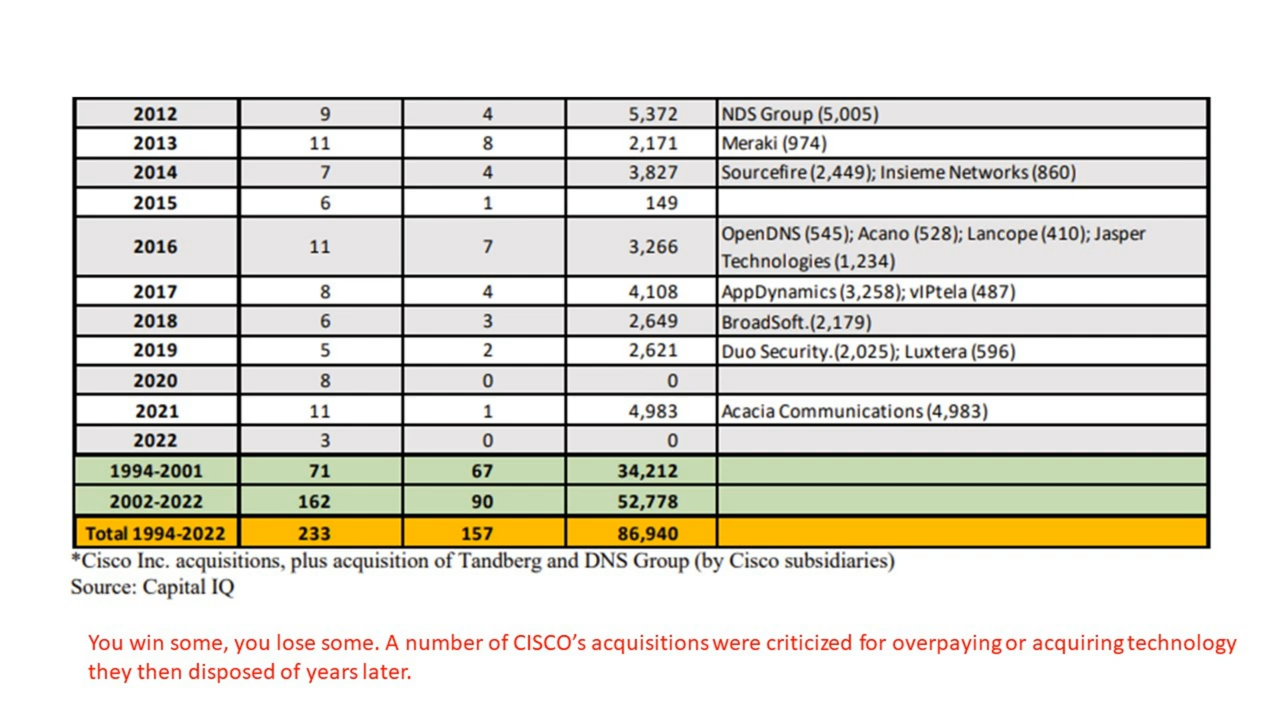 2012 9 4 5,372 NDS Group (5,005)
2013 11 8 2,171 Meraki (974)
2014 7 4 3,827 Sourcefire (2,449); Insieme Networks (860)
2015 6 1 149
2016 11 7 3,266 OpenDNS (545); Acano (528); Lancope (410); Jasper
Technologies (1,234)
2017 8 4 4,108 AppDynamics (3,258); vIPtela (487)
2018 6 3 2,649 BroadSoft.(2,179)
2019 5 2 2,621 Duo Security.(2,025); Luxtera (596)
2020 8 0 0
2021 11 1 4,983 Acacia Communications (4,983)
2022 3 0 0
1994-2001 71 67 34,212
2002-2022 162 90 52,778
Total 1994-2022 233 157 86,940
*Cisco Inc. acquisitions, plus acquisition of Tandberg and DNS Group (by Cisco subsidiaries)
Source: Capital IQ
You win some, you lose some. A number of CISCO’s acquisitions were criticized for overpaying or acquiring technology
they then disposed of years later.